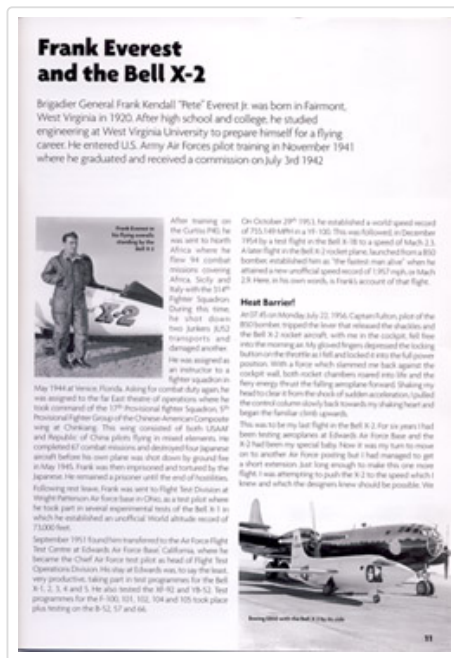 Frank Everest
and the Bell X-2
Brigadier General Frank Kendall "Pete" Everest Jr. was born in Fairmont,
West Virginia in 1920. After high school and college, he studied
engineering at West Virginia University to prepare himself for a flying
career. He entered U.S. Army Air Forces pilot training in November 1941
where he graduated and received a commission on July 3rd 1942
Frank Everest in
his flying overalls
standing by the
Bell X-2
X-2
After training on
the Curtiss P40, he
was sent to North
Africa where he
flew 94 combat
missions covering
Africa, Sicily and
Italy with the 314th
Fighter Squadron.
During this time,
he shot down
two Junkers JU52
transports and
damaged another.
He was assigned as
an instructor to a
fighter squadron in
May 1944 at Venice, Florida. Asking for combat duty again, he
was assigned to the far East theatre of operations where he
took command of the 17th Provisional fighter Squadron, 5th
Provisional Fighter Group of the Chinese-American Composite
wing at Chinkiang. This wing consisted of both USAAF
and Republic of China pilots flying in mixed elements. He
completed 67 combat missions and destroyed four Japanese
aircraft before his own plane was shot down by ground fire
in May 1945. Frank was then imprisoned and tortured by the
Japanese. He remained a prisoner until the end of hostilities.
Following rest leave, Frank was sent to Flight Test Division at
Wright Patterson Air force base in Ohio, as a test pilot where
he took part in several experimental tests of the Bell X-1 in
which he established an unofficial World altitude record of
73,000 feet.
September 1951 found him transferred to the Air Force Flight
Test Centre at Edwards Air Force Base, California, where he
became the Chief Air Force test pilot as head of Flight Test
Operations Division. His stay at Edwards was, to say the least,
very productive, taking part in test programmes for the Bell
X-1, 2, 3, 4 and 5. He also tested the XF-92 and YB-52. Test
programmes for the F-100, 101, 102, 104 and 105 took place
plus testing on the B-52, 57 and 66.
On October 29th 1953, he established a world speed record
of 755.149 MPH in a YF-100. This was followed, in December
1954 by a test flight in the Bell X-1B to a speed of Mach 2.3.
A later flight in the Bell X-2 rocket plane, launched from a B50
bomber, established him as "the fastest man alive" when he
attained a new unofficial speed record of 1,957 mph, or Mach
2.9. Here, in his own words, is Frank's account of that flight.
Heat Barrier!
At 07.45 on Monday, July 22, 1956, Captain Fulton, pilot of the
B50 bomber, tripped the lever that released the shackles and
the Bell X-2 rocket aircraft, with me in the cockpit, fell free
into the morning air. My gloved fingers depressed the locking
button on the throttle as I fell and locked it into the full power
position. With a force which slammed me back against the
cockpit wall, both rocket chambers roared into life and the
fiery energy thrust the falling aeroplane forward. Shaking my
head to clear it from the shock of sudden acceleration, I pulled
the control column slowly back towards my shaking heart and
began the familiar climb upwards.
This was to be my last flight in the Bell X-2. For six years I had
been testing aeroplanes at Edwards Air Force Base and the
X-2 had been my special baby. Now it was my turn to move
on to another Air Force posting but I had managed to get
a short extension. Just long enough to make this one more
flight. I was attempting to push the X-2 to the speed which I
knew and which the designers knew should be possible. We
Boeing B50 with the Bell X-2 by its side
11